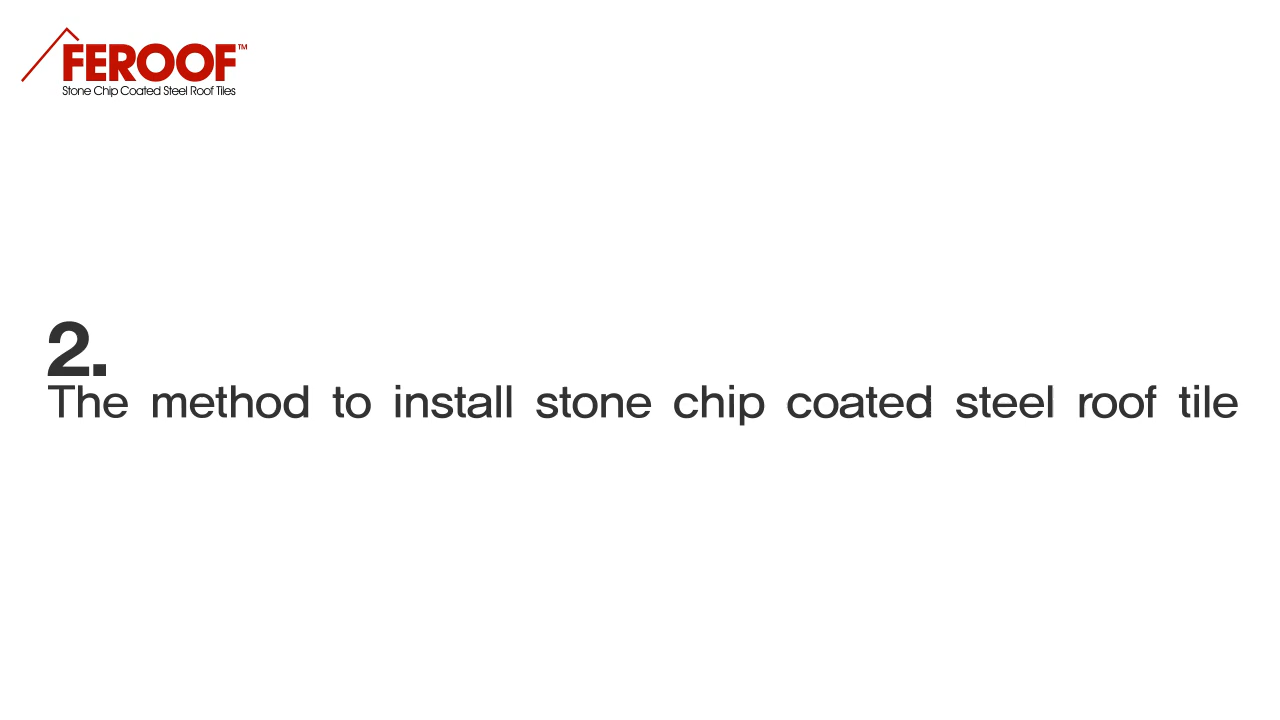 FEROOF™
Stone Chip Coated Steel Roof Tiles
2.
The method to install stone chip coated steel roof tile